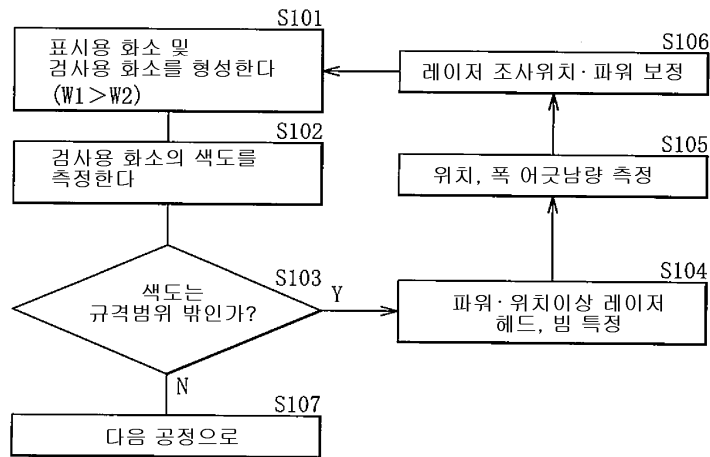 S101
표시용 화소 및
검사용 화소를 형성한다
(W1>W2)
S102
검사용 화소의 색도를
측정한다
S103
색도는
규격범위 밖인가?
Y
N
S104
파워·위치이상 레이저
헤드, 빔 특정
S105
위치, 폭 어긋남량 측정
S106
레이저 조사위치·파워 보정
S107
다음 공정으로